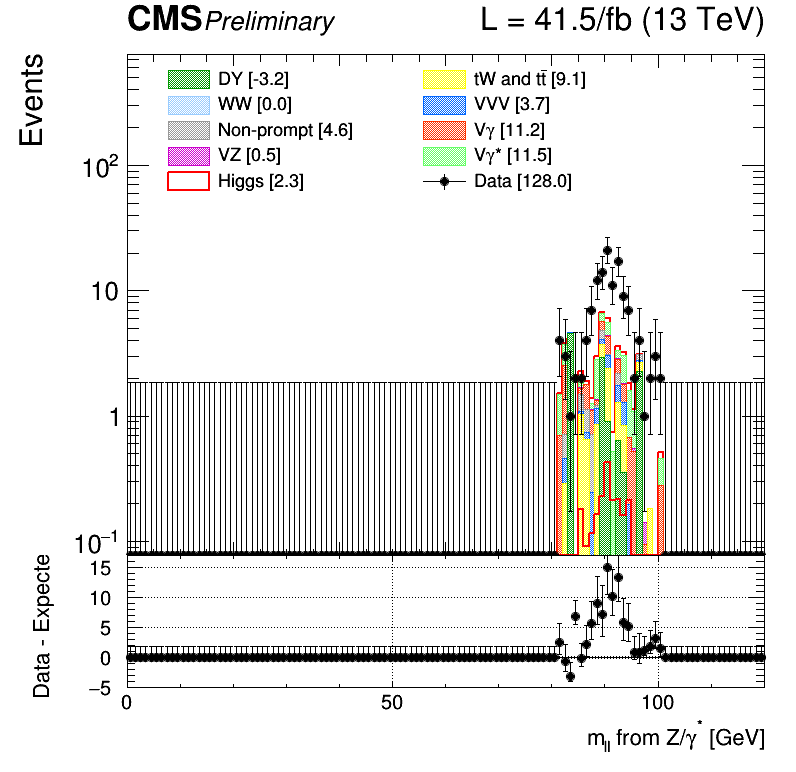 CMS Preliminary L = 41.5/fb (13 TeV)
Events
DY [-3.2] tW and tt̄ [9.1]
WW [0.0] VVV [3.7]
Non-prompt [4.6] Vγ [11.2]
VZ [0.5] Vγ* [11.5]
Higgs [2.3] Data [128.0]
10²
10
1
10⁻¹
Data - Expecte
15
10
5
0
−5
0 50 100
m_ll from Z/γ* [GeV]